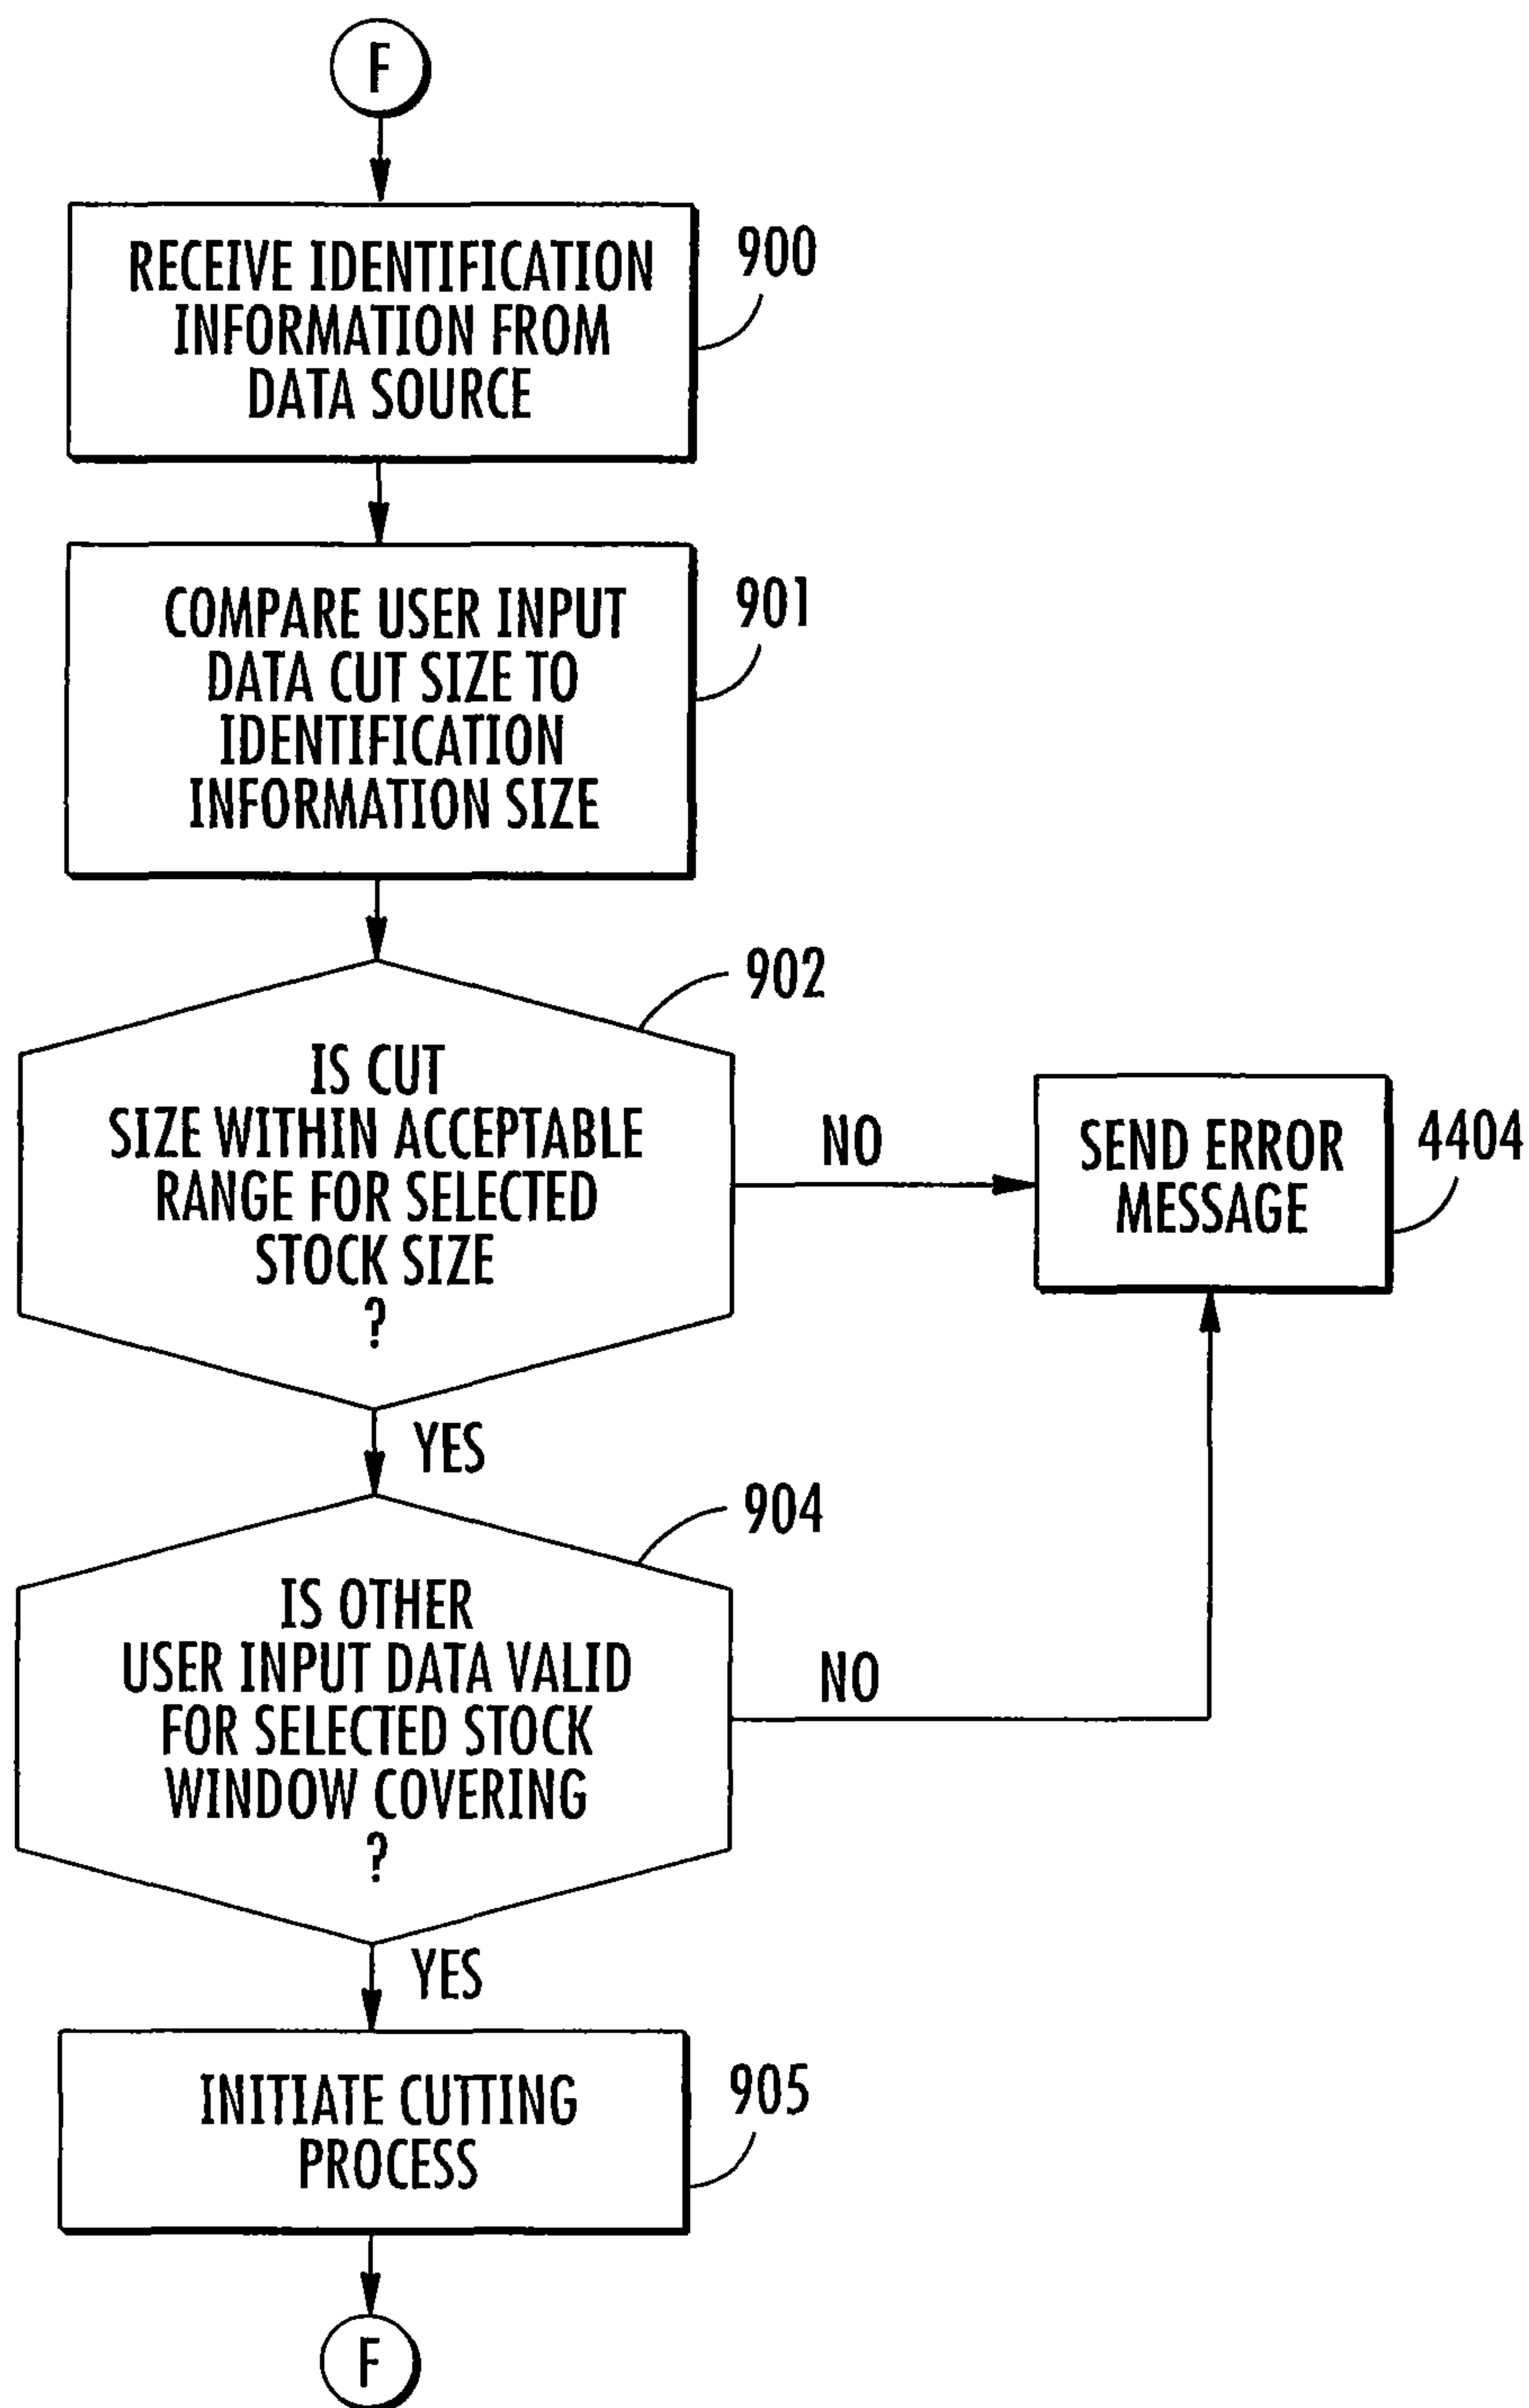 F
RECEIVE IDENTIFICATION
INFORMATION FROM
DATA SOURCE
900
COMPARE USER INPUT
DATA CUT SIZE TO
IDENTIFICATION
INFORMATION SIZE
901
902
IS CUT
SIZE WITHIN ACCEPTABLE
RANGE FOR SELECTED
STOCK SIZE
?
NO
SEND ERROR
MESSAGE
4404
YES
904
IS OTHER
USER INPUT DATA VALID
FOR SELECTED STOCK
WINDOW COVERING
?
NO
YES
INITIATE CUTTING
PROCESS
905
F